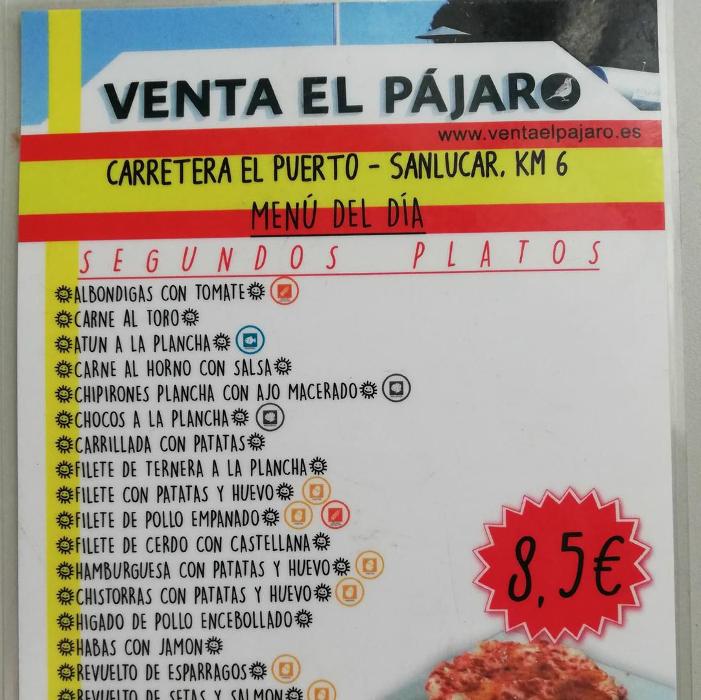 VENTA EL PÁJARO
www.ventaelpajaro.es
CARRETERA EL PUERTO - SANLUCAR, KM 6
MENÚ DEL DÍA
SEGUNDOS PLATOS
ALBONDIGAS CON TOMATE
CARNE AL TORO
ATUN A LA PLANCHA
CARNE AL HORNO CON SALSA
CHIPIRONES PLANCHA CON AJO MACERADO
CHOCOS A LA PLANCHA
CARRILLADA CON PATATAS
FILETE DE TERNERA A LA PLANCHA
FILETE CON PATATAS Y HUEVO
FILETE DE POLLO EMPANADO
FILETE DE CERDO CON CASTELLANA
HAMBURGUESA CON PATATAS Y HUEVO
CHISTORRAS CON PATATAS Y HUEVO
HIGADO DE POLLO ENCEBOLLADO
HABAS CON JAMON
REVUELTO DE ESPARRAGOS
REVUELTO DE SETAS Y SALMON
8,5€